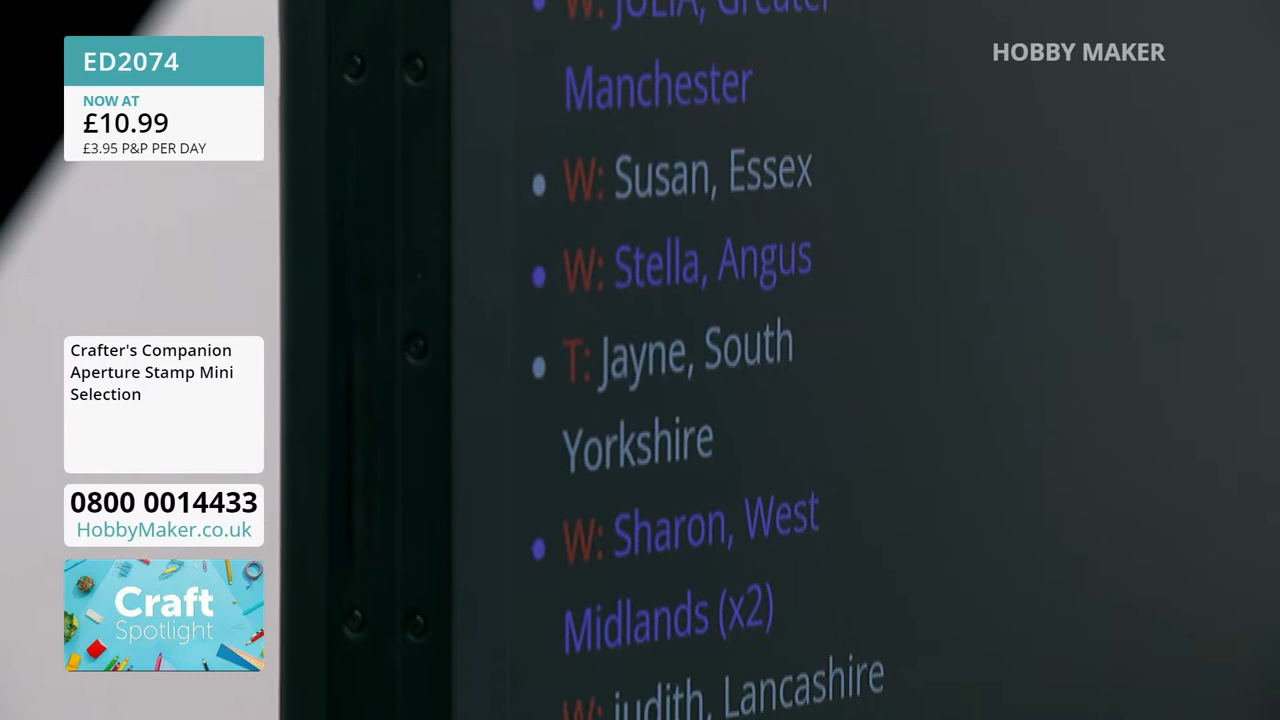 ED2074
NOW AT
£10.99
£3.95 P&P PER DAY
Crafter's Companion
Aperture Stamp Mini
Selection
0800 0014433
HobbyMaker.co.uk
Craft
Spotlight
HOBBY MAKER
W: JULIA, Greater
Manchester
• W: Susan, Essex
• W: Stella, Angus
• T: Jayne, South
Yorkshire
• W: Sharon, West
Midlands (x2)
W: judith, Lancashire